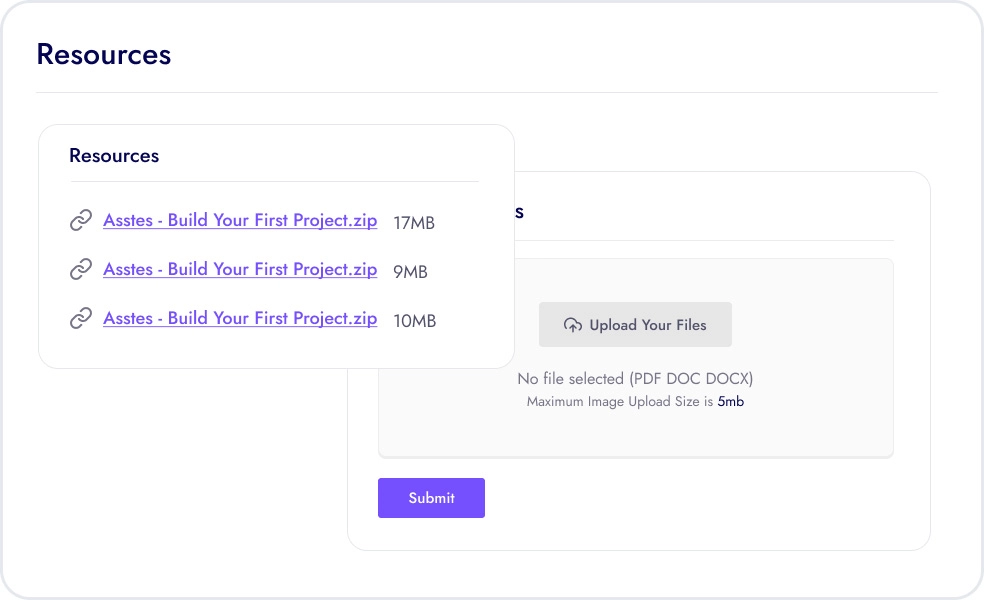 Resources
Resources
Asstes - Build Your First Project.zip 17MB
Asstes - Build Your First Project.zip 9MB
Asstes - Build Your First Project.zip 10MB
s
Upload Your Files
No file selected (PDF DOC DOCX)
Maximum Image Upload Size is 5mb
Submit